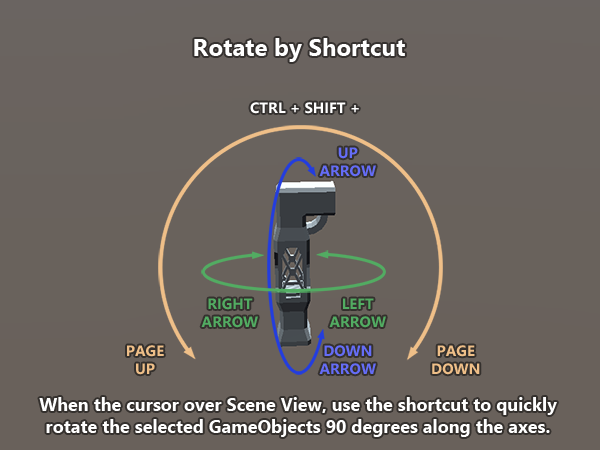 Rotate by Shortcut
CTRL + SHIFT +
UP
ARROW
RIGHT
ARROW
LEFT
ARROW
PAGE
UP
DOWN
ARROW
PAGE
DOWN
When the cursor over Scene View, use the shortcut to quickly
rotate the selected GameObjects 90 degrees along the axes.